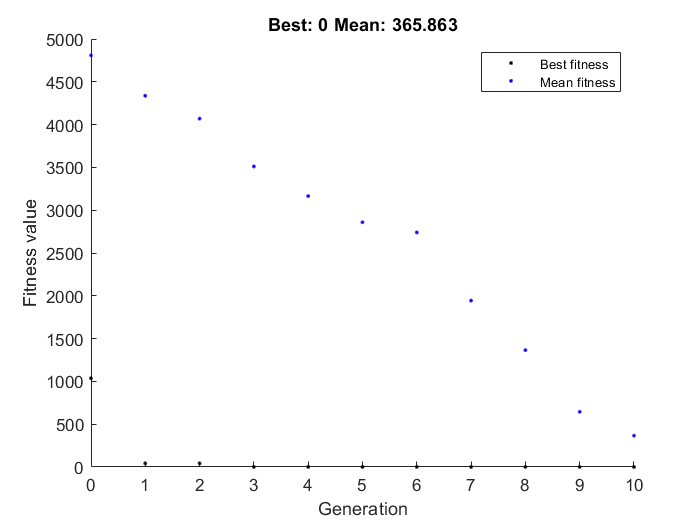 Best: 0 Mean: 365.863
Best fitness
Mean fitness
Fitness value
5000
4500
4000
3500
3000
2500
2000
1500
1000
500
0
0 1 2 3 4 5 6 7 8 9 10
Generation